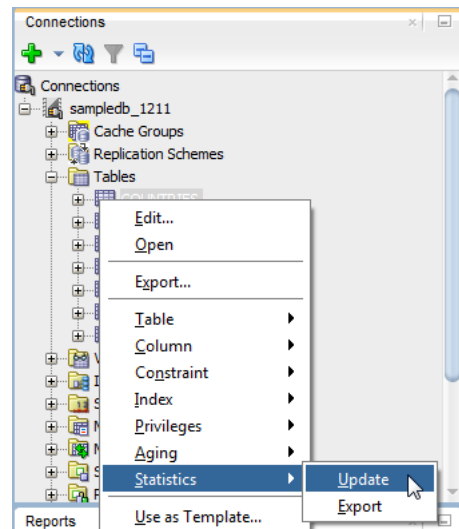 Connections
Connections
sampledb_1211
Cache Groups
Replication Schemes
Tables
COUNTRIES
Edit...
Open
Export...
Table
Column
Constraint
Index
Privileges
Aging
Statistics
Update
Export
Use as Template...
Reports